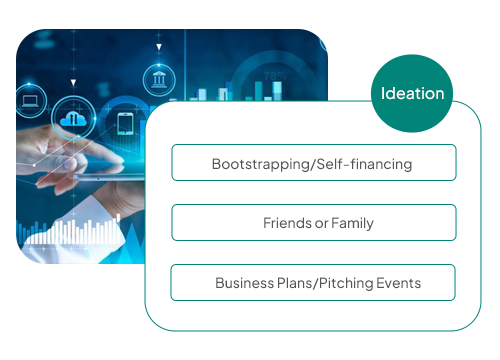 Ideation
Bootstrapping/Self-financing
Friends or Family
Business Plans/Pitching Events